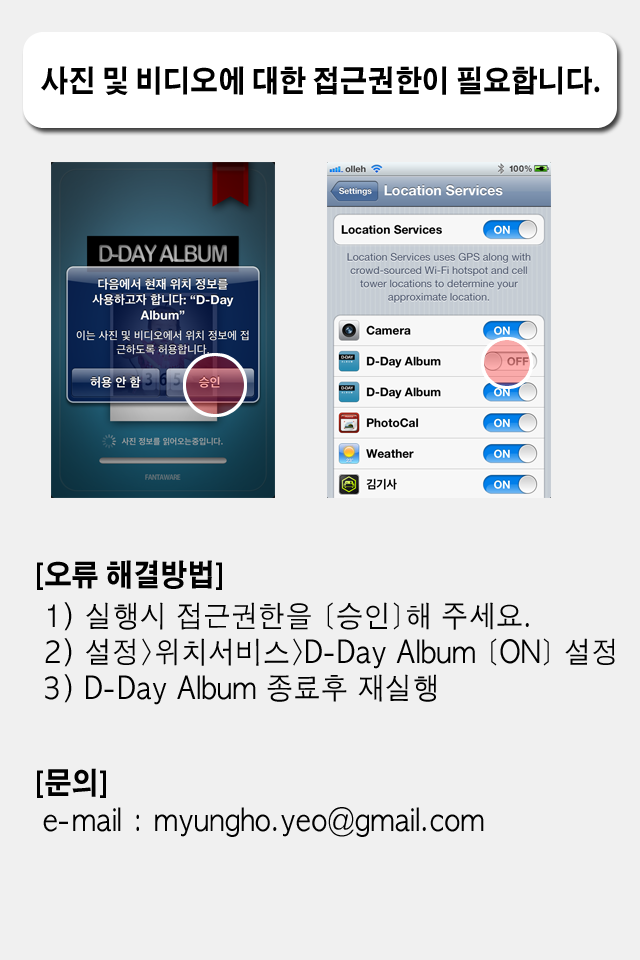 사진 및 비디오에 대한 접근권한이 필요합니다.
D-DAY ALBUM
다음에서 현재 위치 정보를
사용하고자 합니다: “D-Day
Album”
이는 사진 및 비디오에서 위치 정보에 접
근하도록 허용합니다.
허용 안 함
365
승인
사진 정보를 읽어오는중입니다.
FANTAWARE
olleh
100%
Settings
Location Services
Location Services ON
Location Services uses GPS along with
crowd-sourced Wi-Fi hotspot and cell
tower locations to determine your
approximate location.
Camera ON
D-DAY
D-Day Album OFF
D-DAY
D-Day Album ON
PhotoCal ON
Weather ON
김기사 ON
[오류 해결방법]
1) 실행시 접근권한을 [승인]해 주세요.
2) 설정>위치서비스>D-Day Album [ON] 설정
3) D-Day Album 종료후 재실행
[문의]
e-mail : myungho.yeo@gmail.com